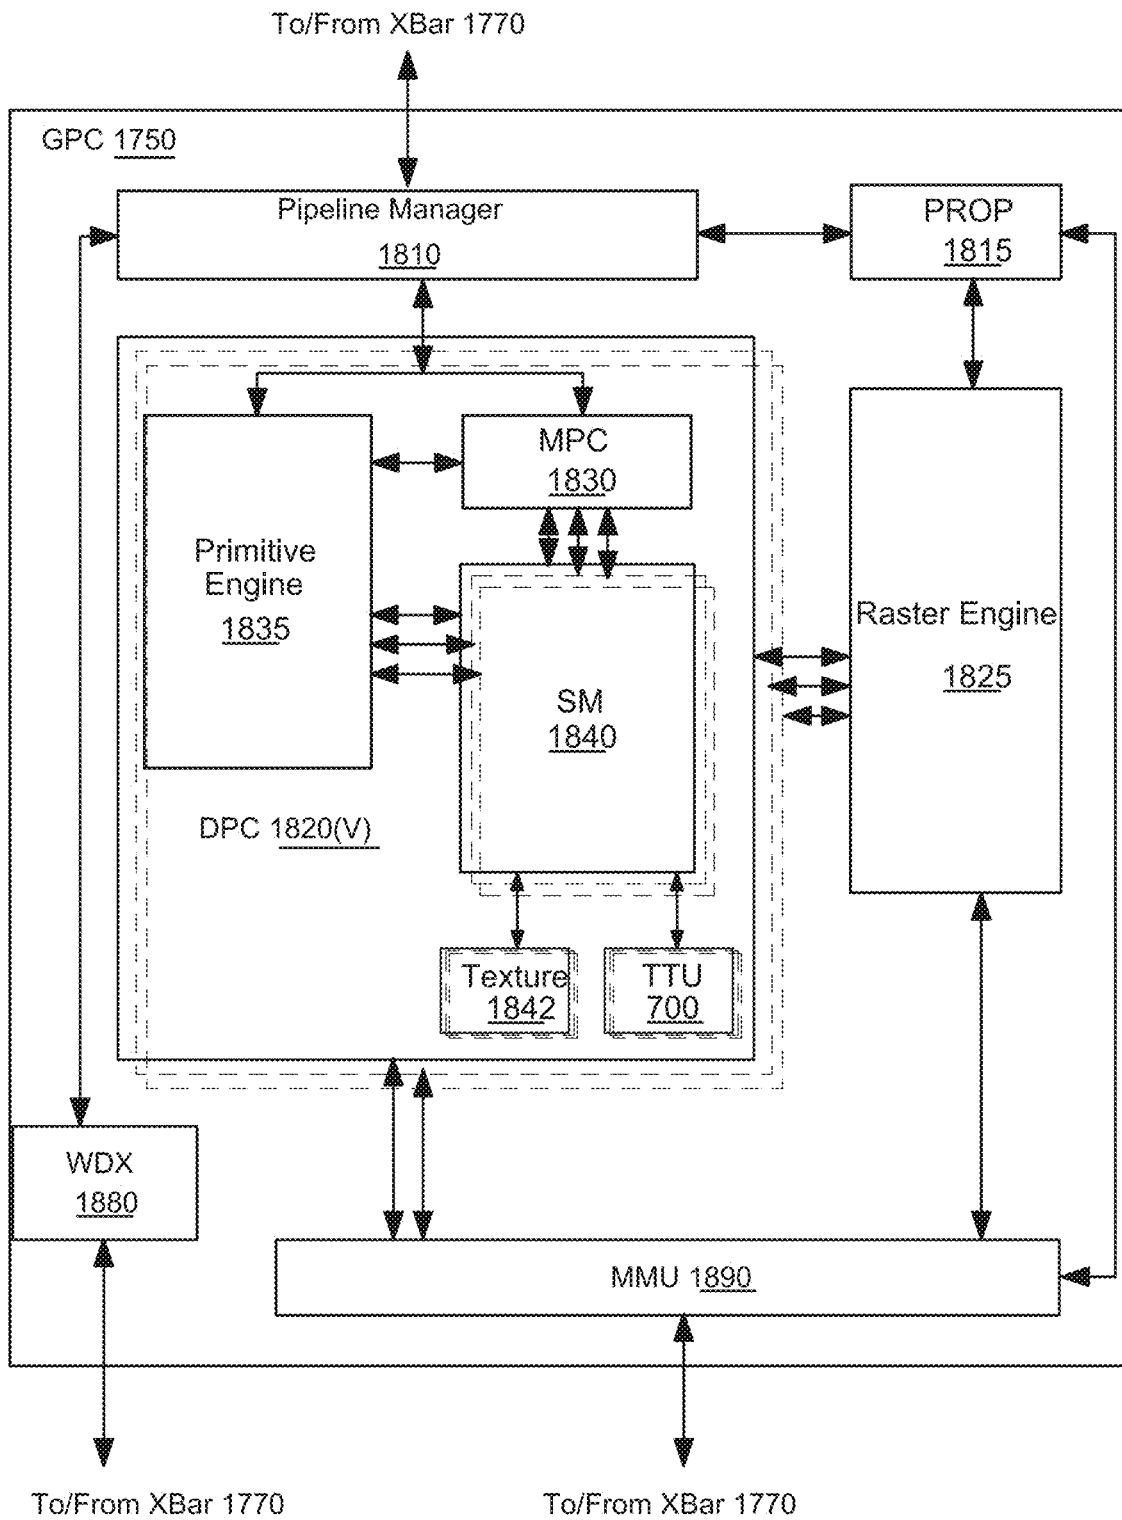 To/From XBar 1770
GPC 1750
Pipeline Manager
1810
PROP
1815
MPC
1830
Primitive
Engine
1835
Raster Engine
1825
SM
1840
DPC 1820(V)
Texture
1842
TTU
700
WDX
1880
MMU 1890
To/From XBar 1770
To/From XBar 1770